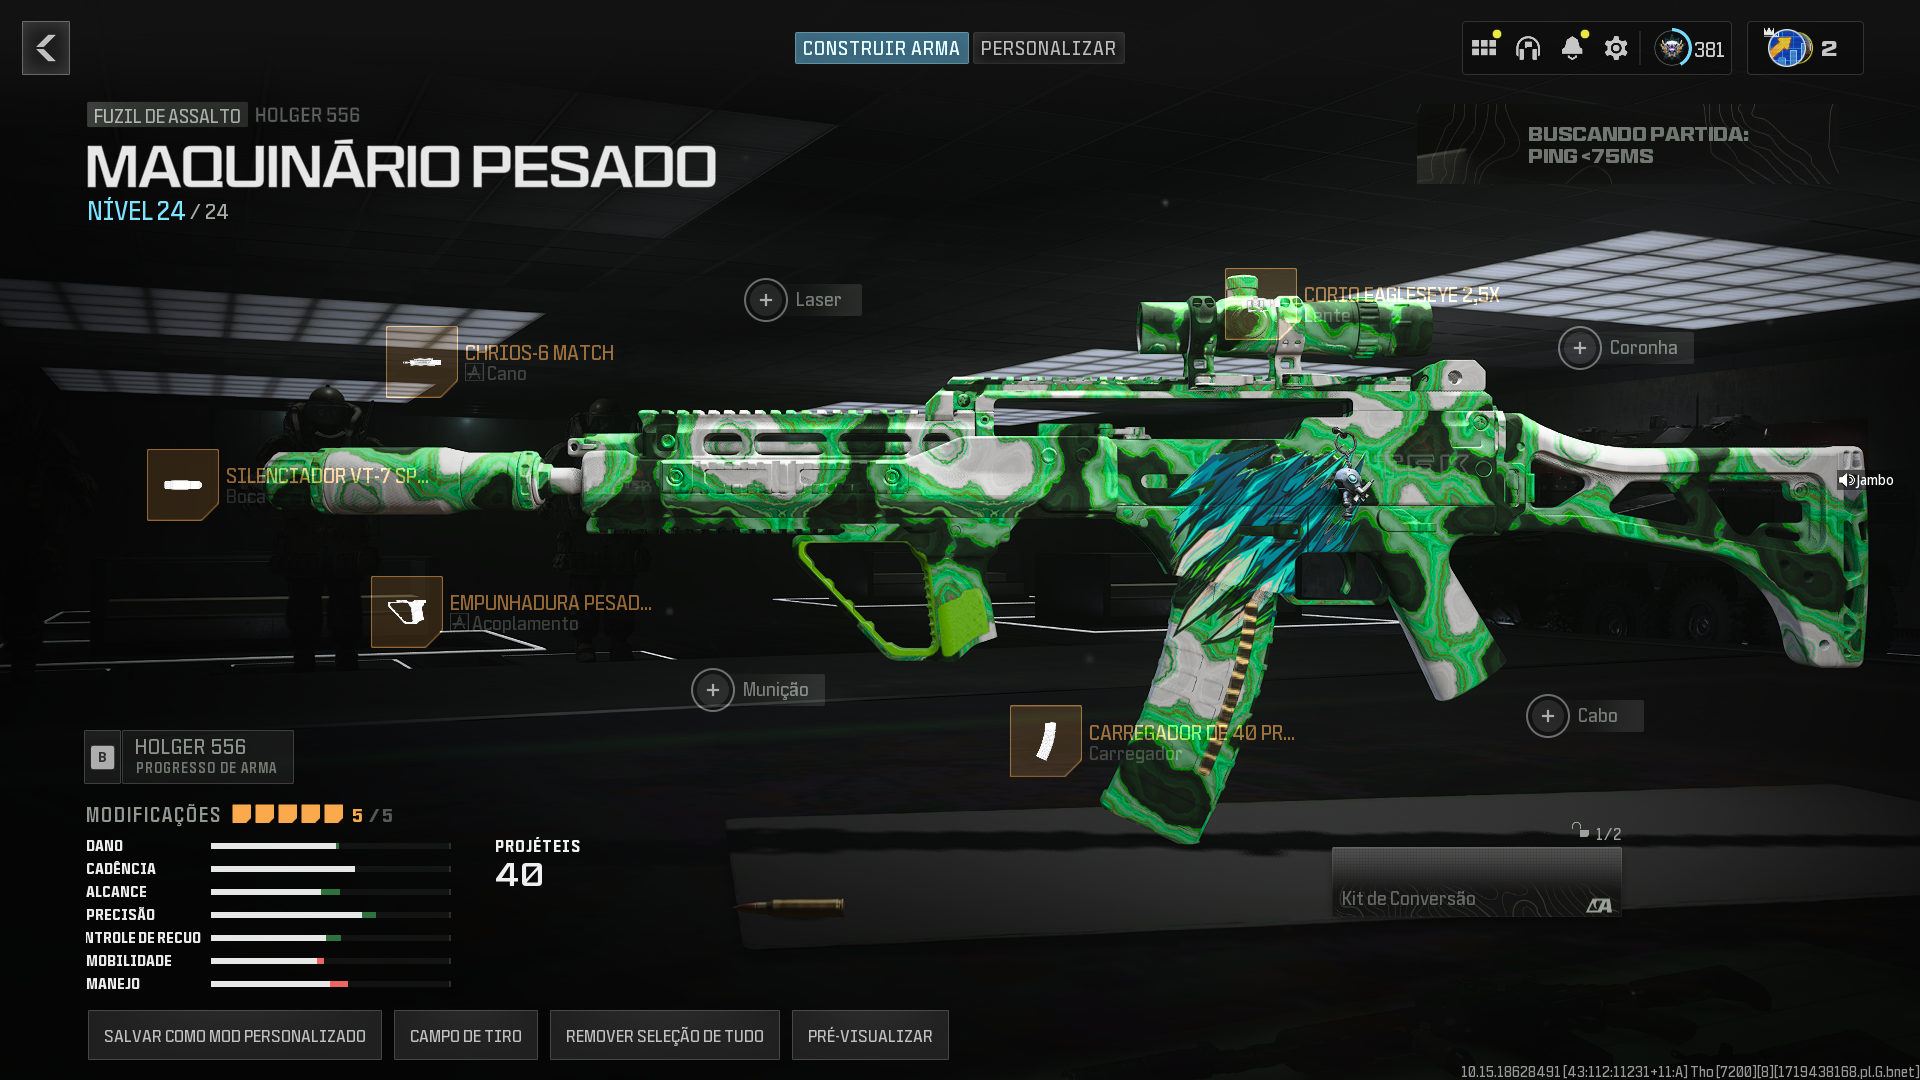 CONSTRUIR ARMA
PERSONALIZAR
381
2
FUZIL DE ASSALTO
HOLGER 556
MAQUINÁRIO PESADO
NÍVEL 24 / 24
BUSCANDO PARTIDA:
PING <75MS
Laser
CORIO EAGLESEYE 2,5X
Lente
Coronha
CHRIOS-6 MATCH
Cano
SILENCIADOR VT-7 SP...
Boca
Jambo
EMPUNHADURA PESAD...
Acoplamento
Munição
Cabo
CARREGADOR DE 40 PR...
Carregador
B
HOLGER 556
PROGRESSO DE ARMA
MODIFICAÇÕES 5 / 5
DANO
CADÊNCIA
ALCANCE
PRECISÃO
NTROLE DE RECUO
MOBILIDADE
MANEJO
PROJÉTEIS
40
1/2
Kit de Conversão
SALVAR COMO MOD PERSONALIZADO
CAMPO DE TIRO
REMOVER SELEÇÃO DE TUDO
PRÉ-VISUALIZAR
10.15.18628491 [43:112:11231+11:A] Tho [7200][8][1719438168.pl.G.bnet]